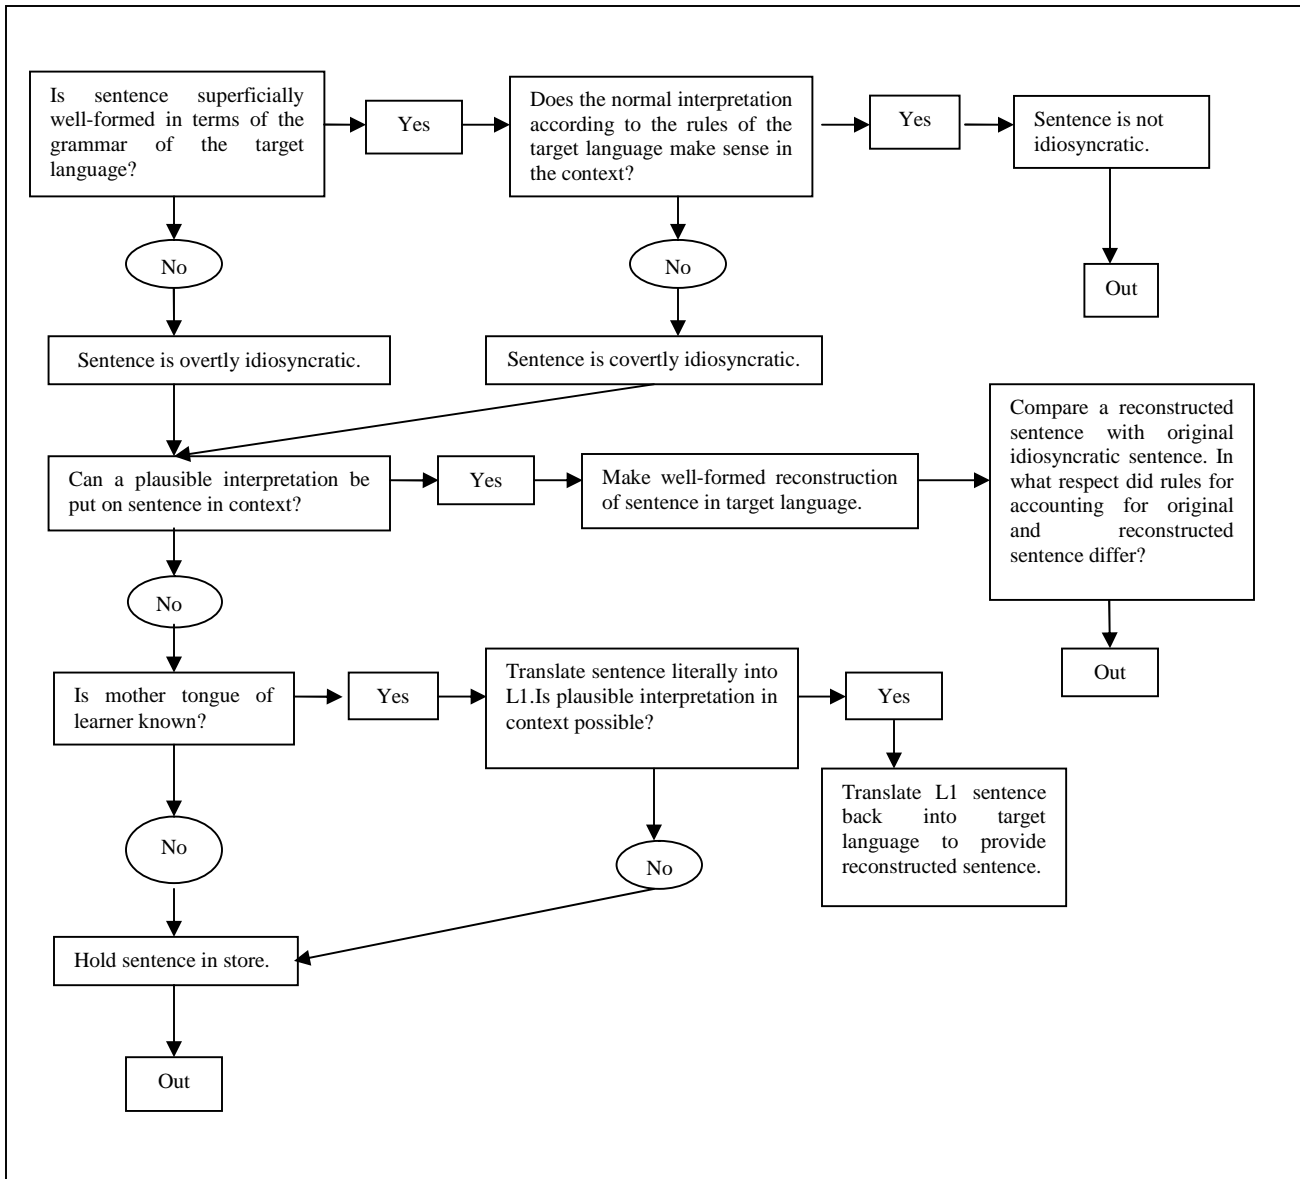 Is sentence superficially
well-formed in terms of the
grammar of the target
language?
Yes
Does the normal interpretation
according to the rules of the
target language make sense in
the context?
Yes
Sentence is not
idiosyncratic.
No
No
Out
Sentence is overtly idiosyncratic.
Sentence is covertly idiosyncratic.
Can a plausible interpretation be
put on sentence in context?
Yes
Make well-formed reconstruction
of sentence in target language.
Compare a reconstructed
sentence with original
idiosyncratic sentence. In
what respect did rules for
accounting for original
and reconstructed
sentence differ?
No
Out
Is mother tongue of
learner known?
Yes
Translate sentence literally into
L1.Is plausible interpretation in
context possible?
Yes
Translate L1 sentence
back into target
language to provide
reconstructed sentence.
No
No
Hold sentence in store.
Out